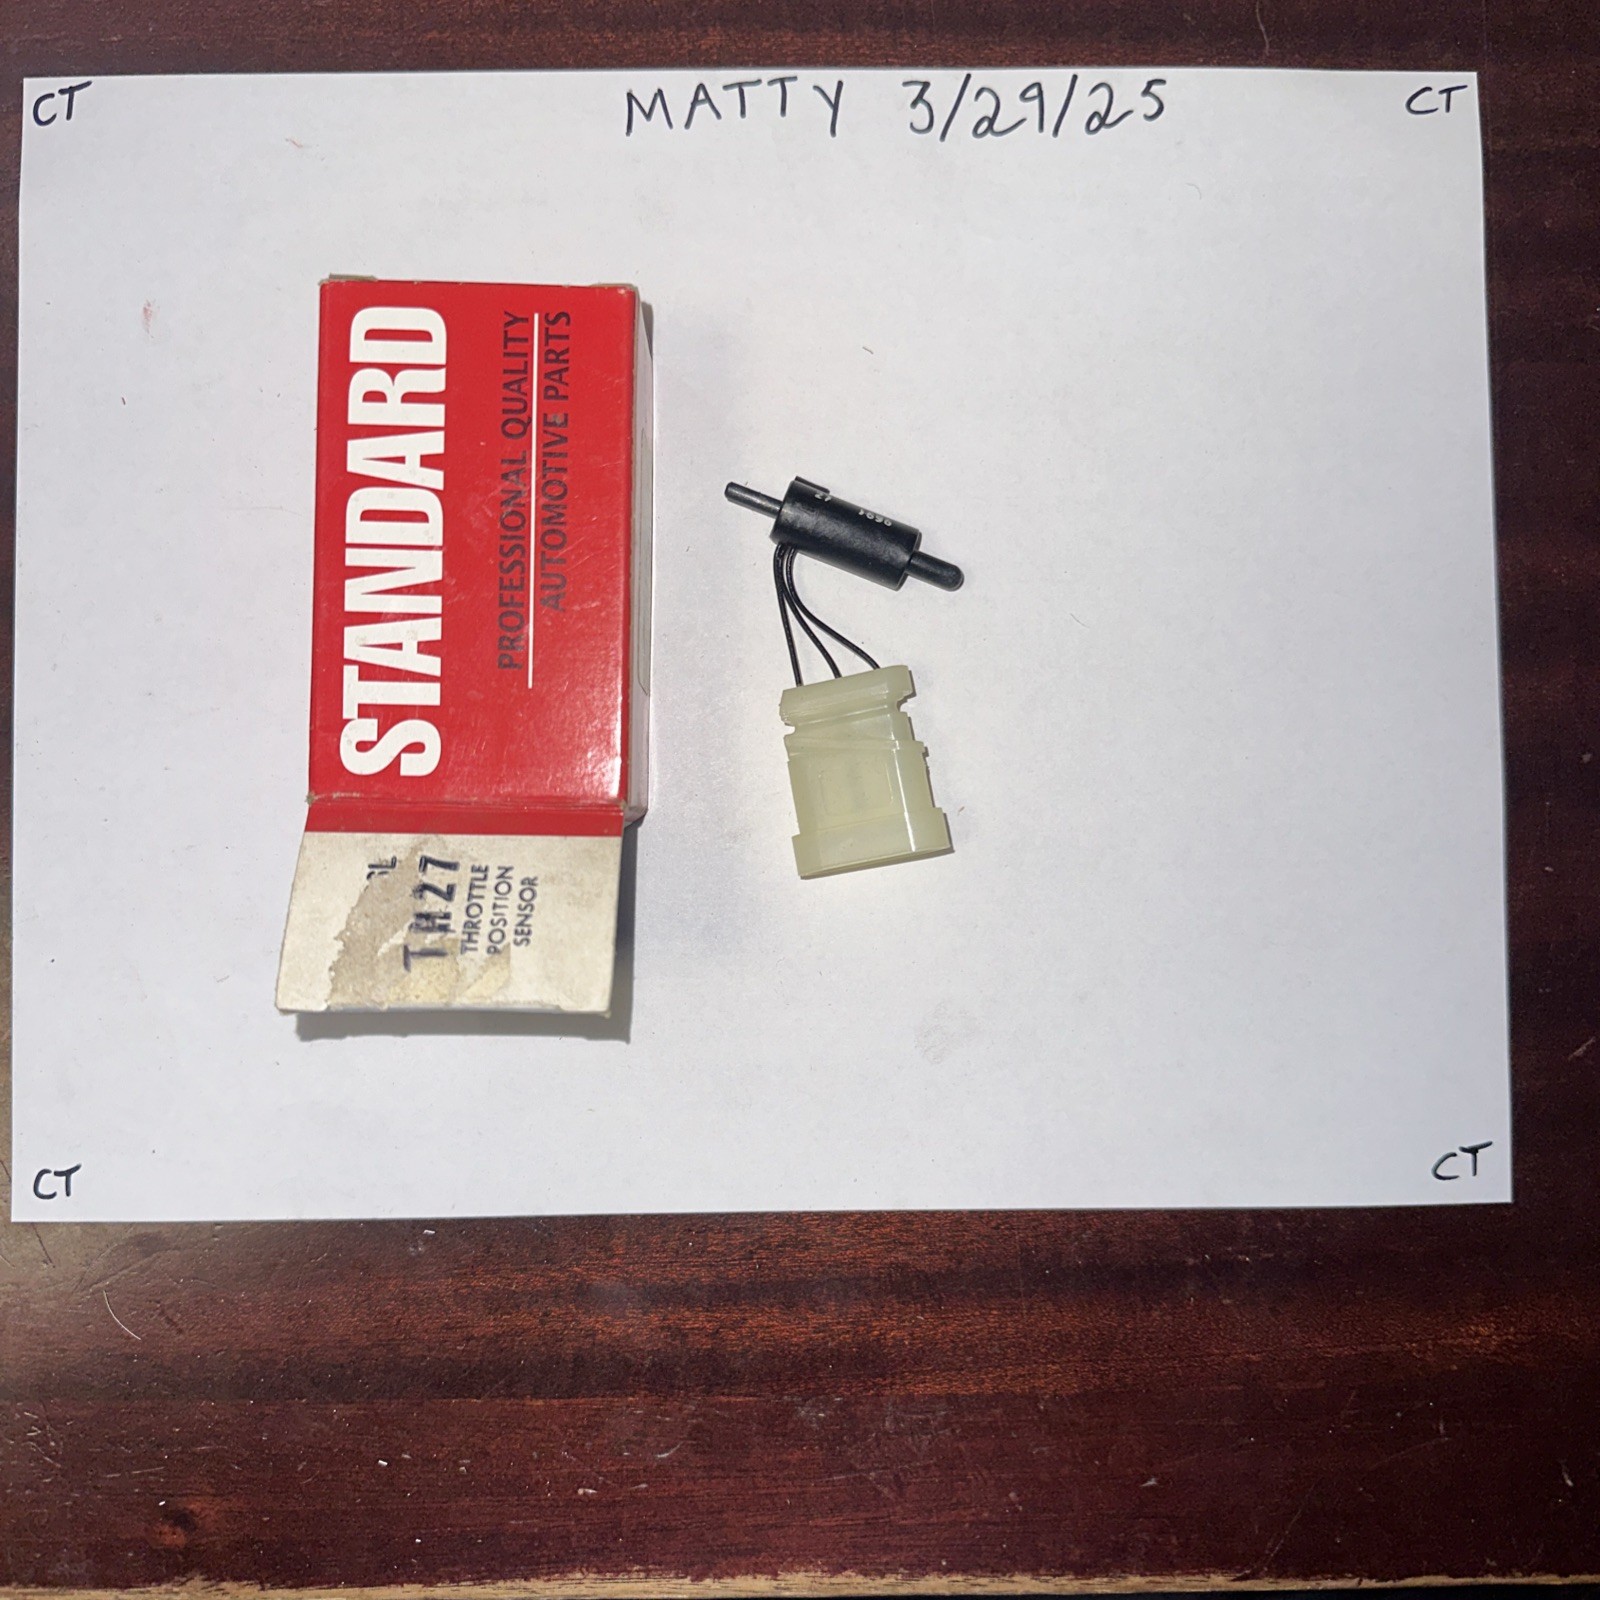 CT
MATTY 3/29/25
CT
STANDARD
PROFESSIONAL QUALITY
AUTOMOTIVE PARTS
TH27
THROTTLE
POSITION
SENSOR
CT
CT